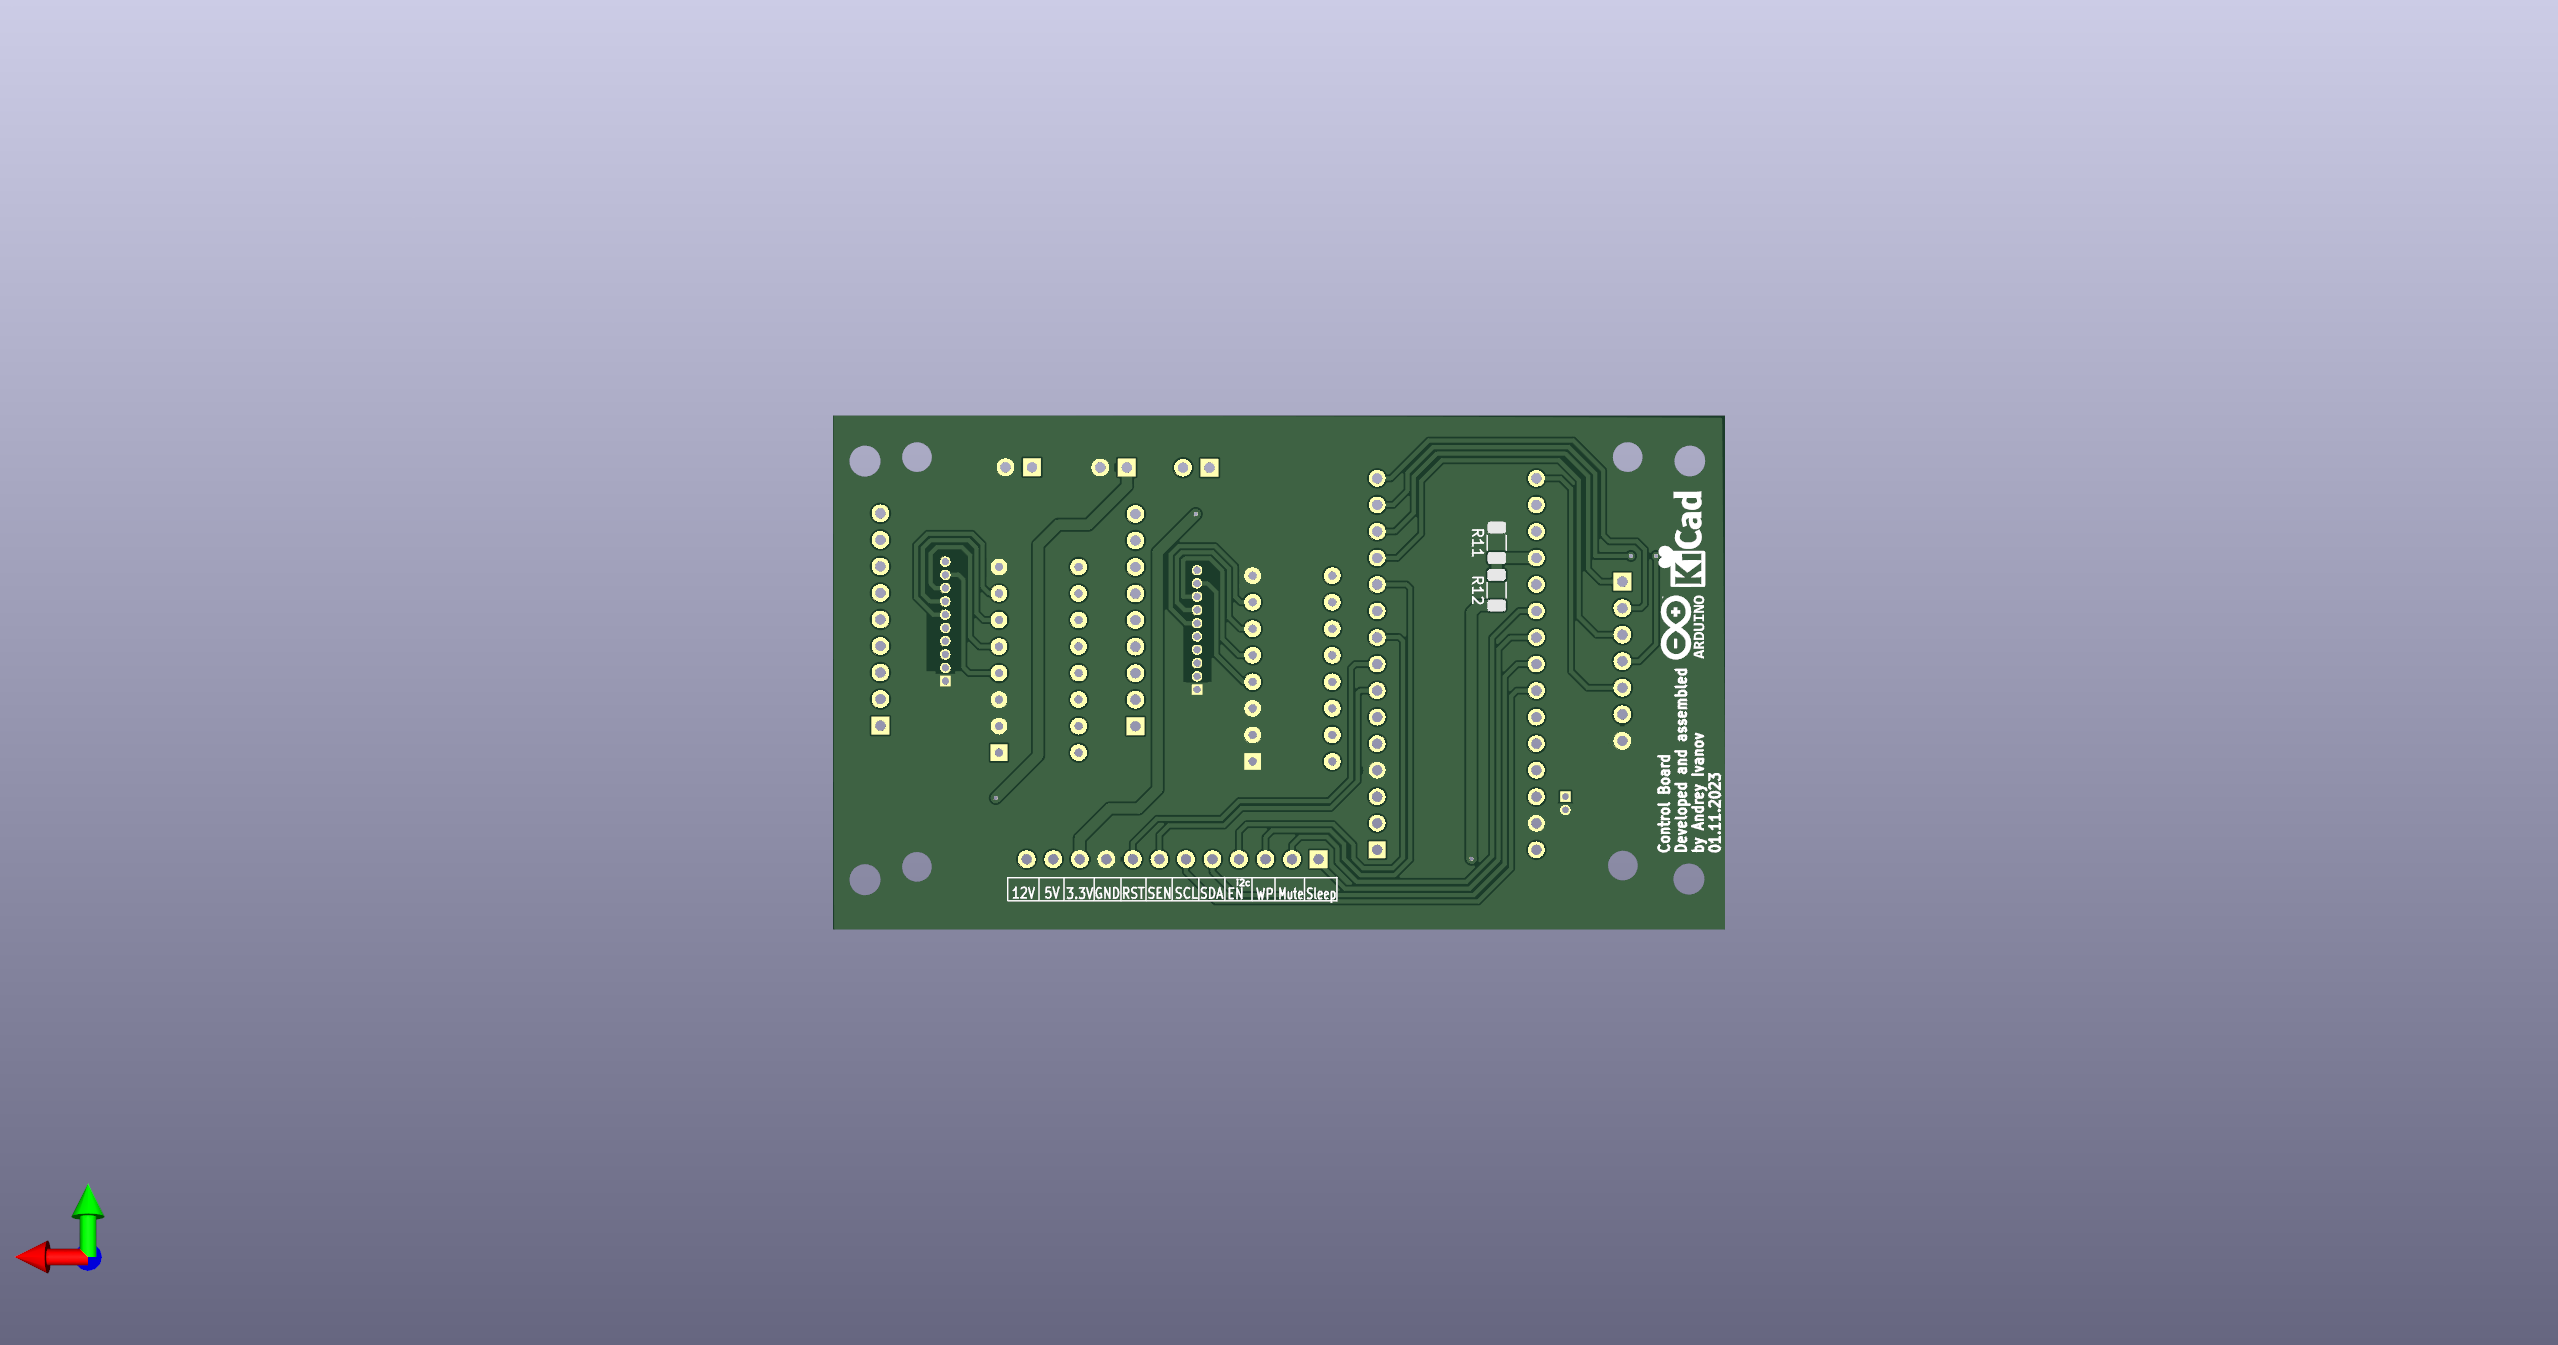 R11
R12
KiCad
ARDUINO
Control Board
Developed and assembled
by Andrey Ivanov
01.11.2023
12V 5V 3.3V GND RST SEN SCL SDA EN i2c WP Mute Sleep